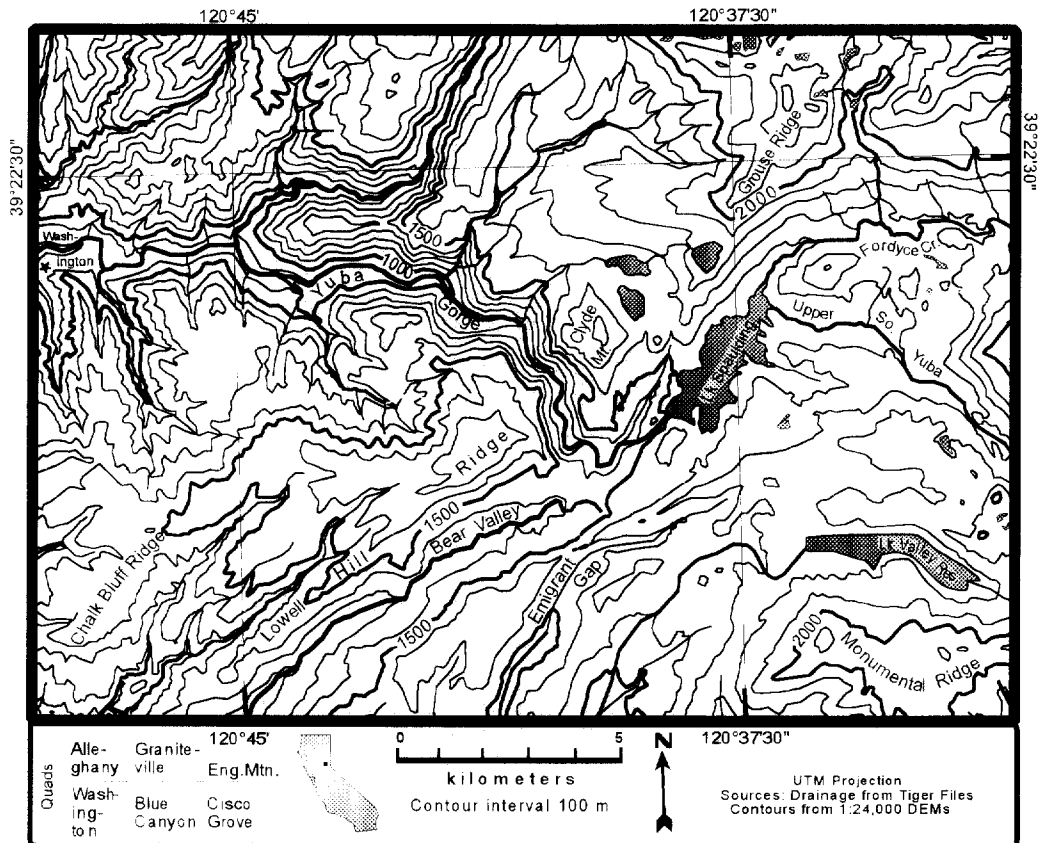 120°45'
120°37'30"
39°22'30"
39°22'30"
Grouse Ridge
2000
Wash-
ington
1500
1000
Yuba
Gorge
Clyde
Mt.
Lk Spaulding
Fordyce Cr.
Upper
So.
Yuba
Ridge
1500
Bear Valley
Hill
Lowell
Chalk Bluff Ridge
1500
Emigrant
Gap
Lk Valley Res
2000
Monumental Ridge
Quads
Alle-
ghany
Granite-
ville
120°45'
Eng.Mtn.
Wash-
ing-
ton
Blue
Canyon
Cisco
Grove
0 5
kilometers
Contour interval 100 m
N
120°37'30"
UTM Projection
Sources: Drainage from Tiger Files
Contours from 1:24,000 DEMs